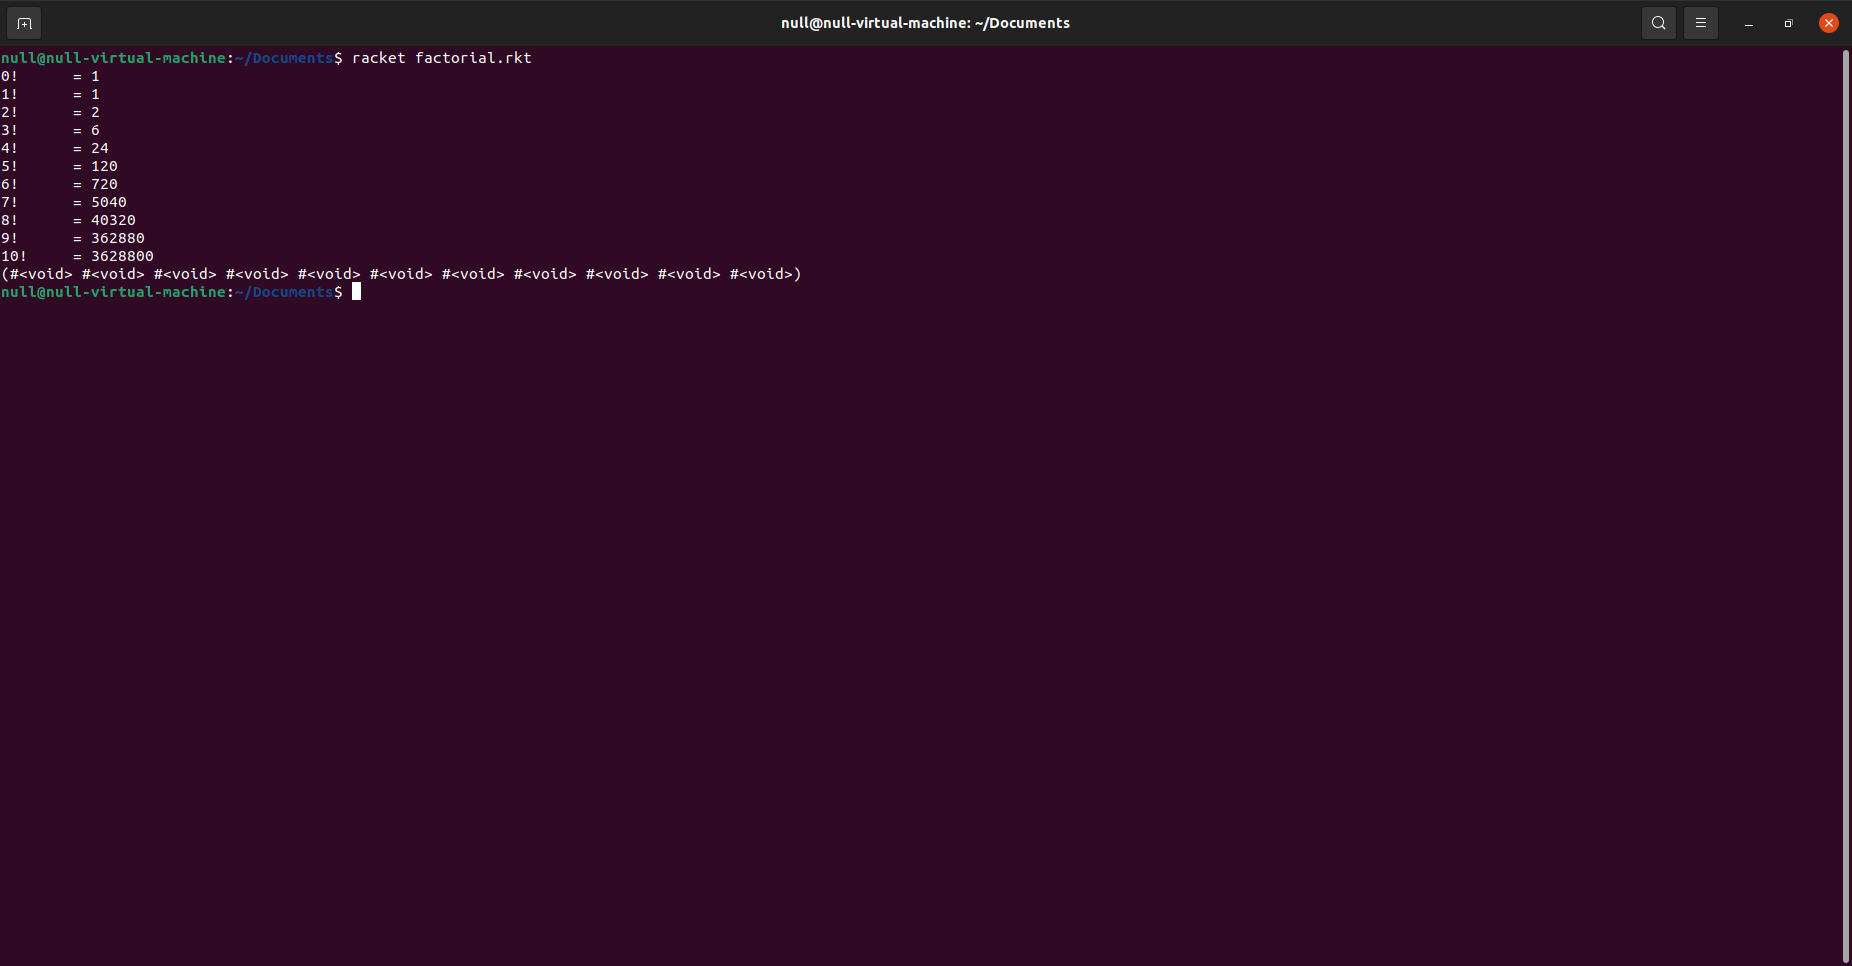 null@null-virtual-machine: ~/Documents
null@null-virtual-machine:~/Documents$ racket factorial.rkt
0!      = 1
1!      = 1
2!      = 2
3!      = 6
4!      = 24
5!      = 120
6!      = 720
7!      = 5040
8!      = 40320
9!      = 362880
10!     = 3628800
(#<void> #<void> #<void> #<void> #<void> #<void> #<void> #<void> #<void> #<void> #<void>)
null@null-virtual-machine:~/Documents$